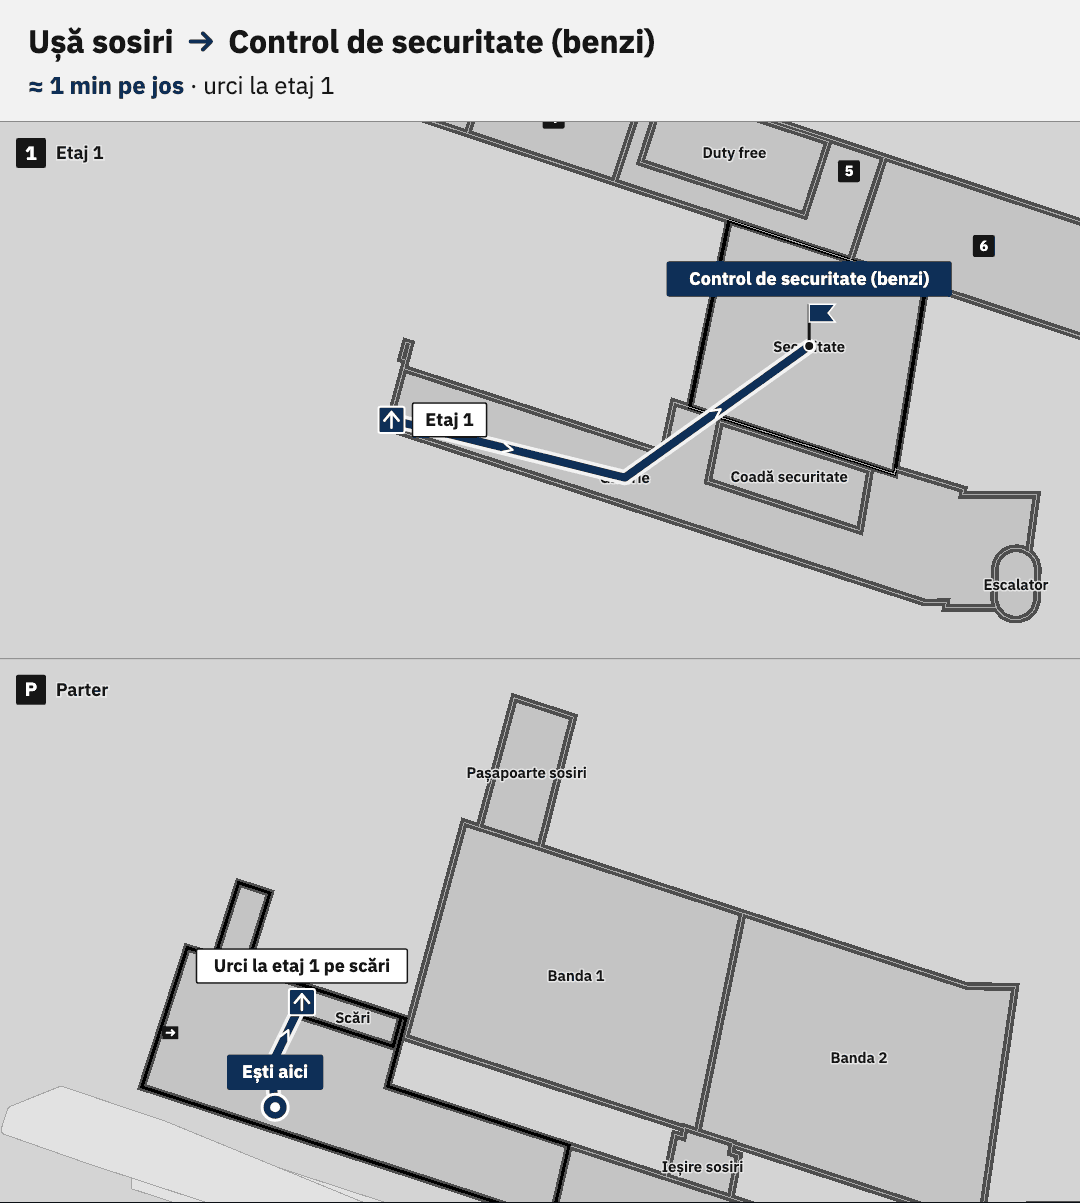 Ușă sosiri → Control de securitate (benzi)
≈ 1 min pe jos · urci la etaj 1
1 Etaj 1
Duty free
5
6
Control de securitate (benzi)
Securitate
Etaj 1
Coadă securitate
Escalator
P Parter
Pașapoarte sosiri
Banda 1
Urci la etaj 1 pe scări
Scări
Banda 2
Ești aici
Ieșire sosiri